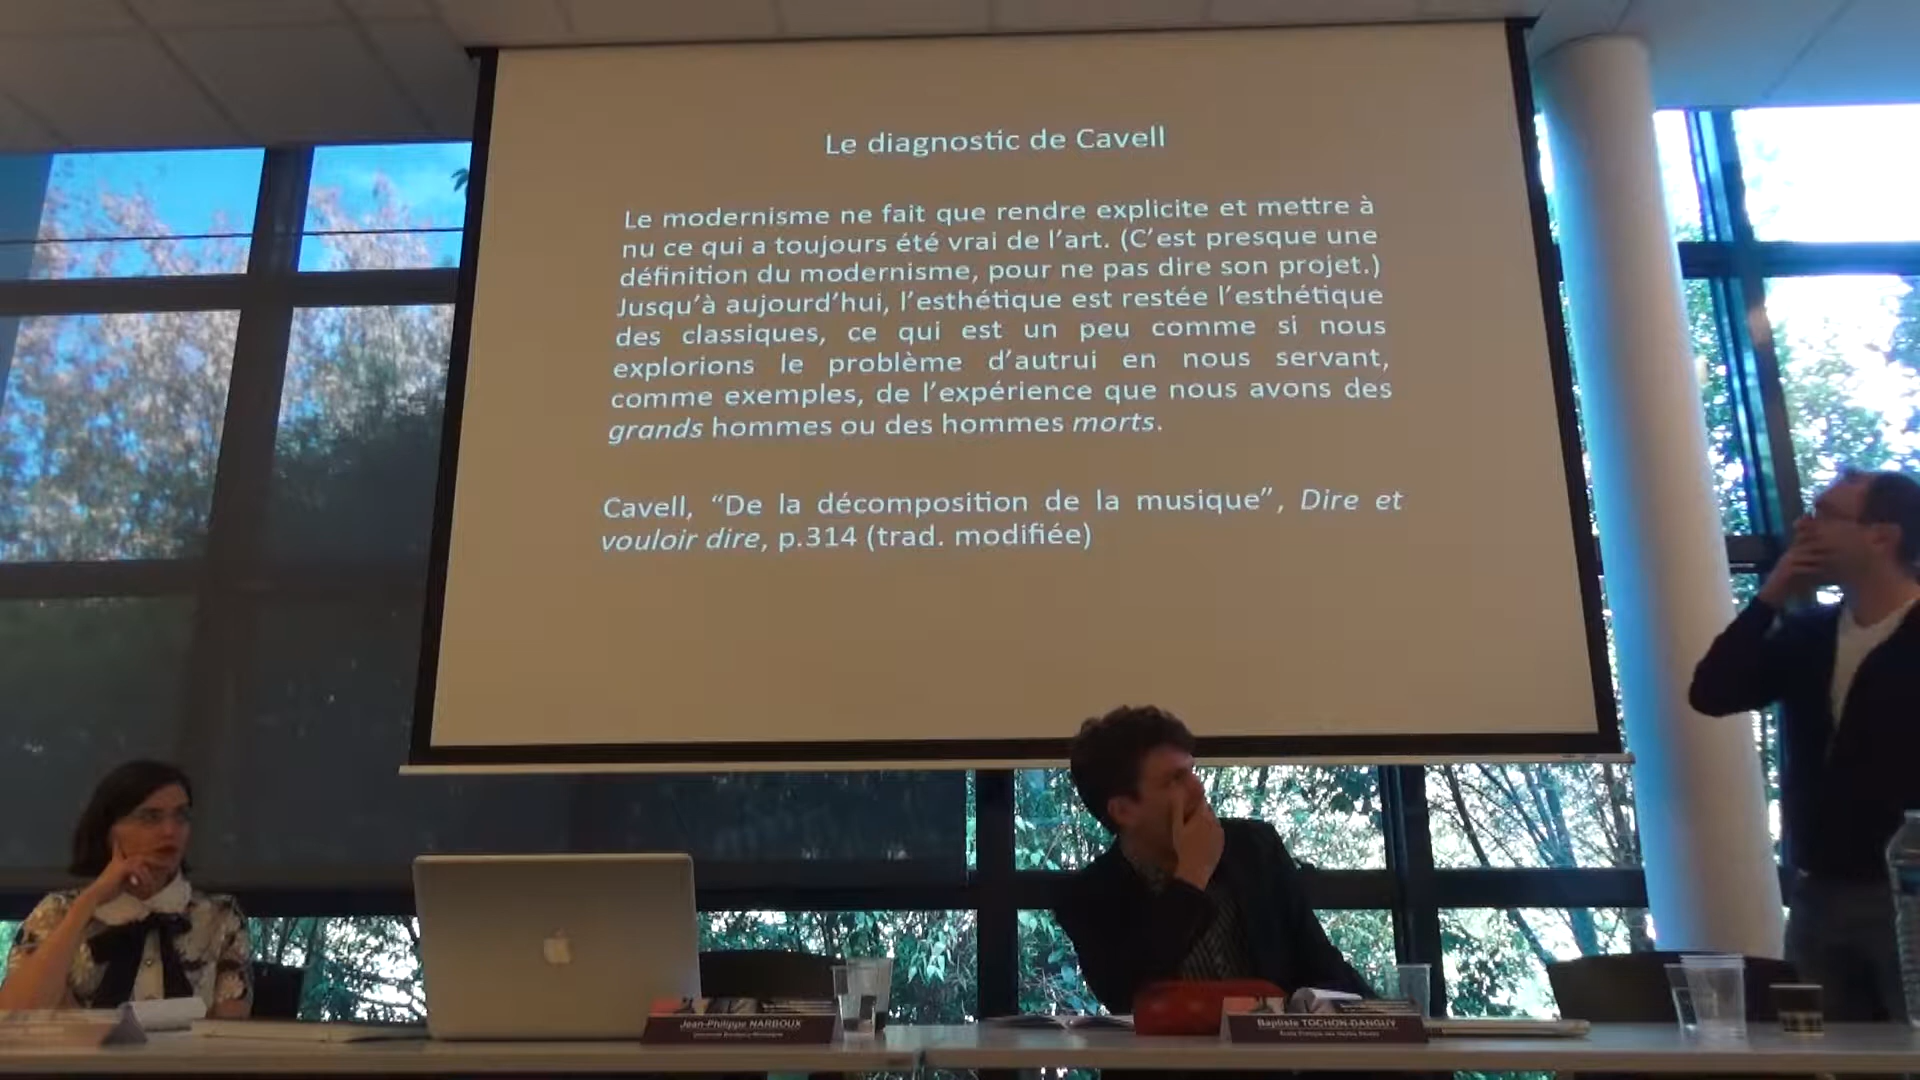 Le diagnostic de Cavell
Le modernisme ne fait que rendre explicite et mettre à
nu ce qui a toujours été vrai de l’art. (C’est presque une
définition du modernisme, pour ne pas dire son projet.)
Jusqu’à aujourd’hui, l’esthétique est restée l’esthétique
des classiques, ce qui est un peu comme si nous
explorions le problème d’autrui en nous servant,
comme exemples, de l’expérience que nous avons des
grands hommes ou des hommes morts.
Cavell, “De la décomposition de la musique”, Dire et
vouloir dire, p.314 (trad. modifiée)
Jean-Philippe NARBOUX
Baptiste TOCHON-DANGUY